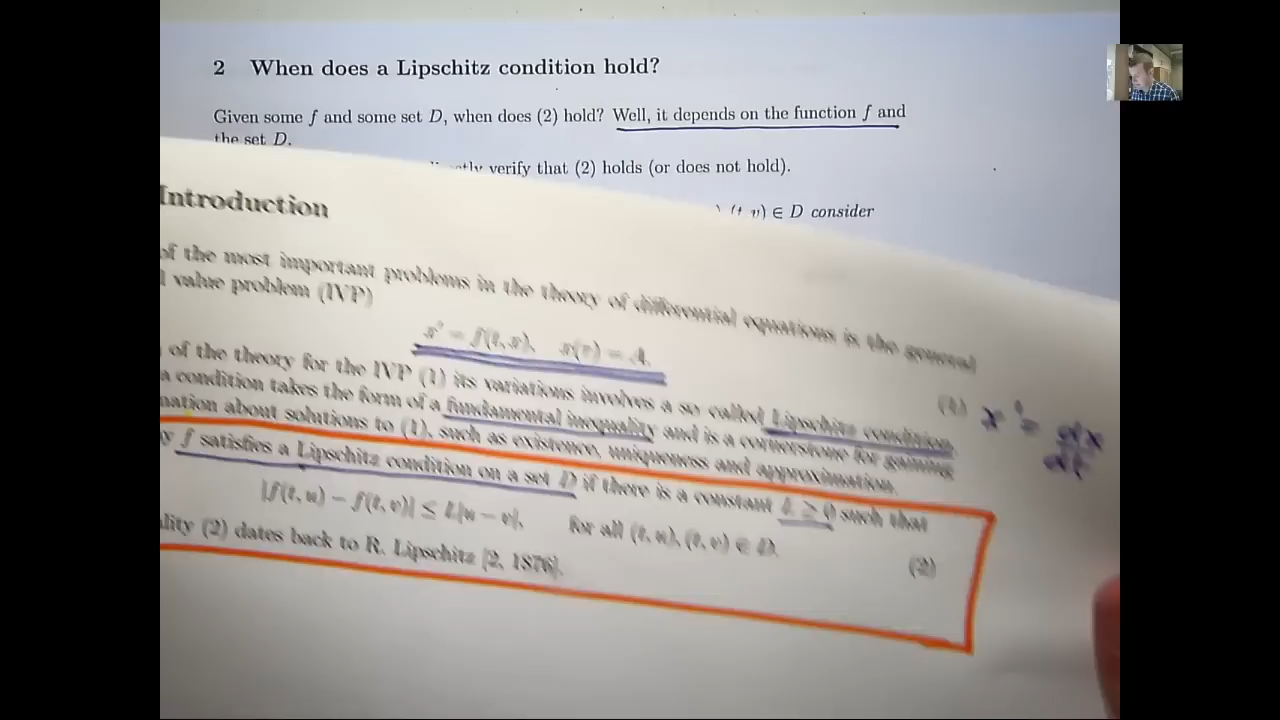 2 When does a Lipschitz condition hold?
Given some f and some set D, when does (2) hold? Well, it depends on the function f and
the set D.
verify that (2) holds (or does not hold).
(t, v) ∈ D consider
Introduction
of the most important problems in the theory of differential equations is the general
value problem (IVP)
x' = f(t, x), x(τ) = A. (1) x' = dx/dt
of the theory for the IVP (1) its variations involves a so called Lipschitz condition.
a condition takes the form of a fundamental inequality and is a cornerstone for gaining
mation about solutions to (1), such as existence, uniqueness and approximation.
y f satisfies a Lipschitz condition on a set D if there is a constant L ≥ 0 such that
|f(t, u) − f(t, v)| ≤ L|u − v|, for all (t, u), (t, v) ∈ D. (2)
lity (2) dates back to R. Lipschitz [2, 1876].